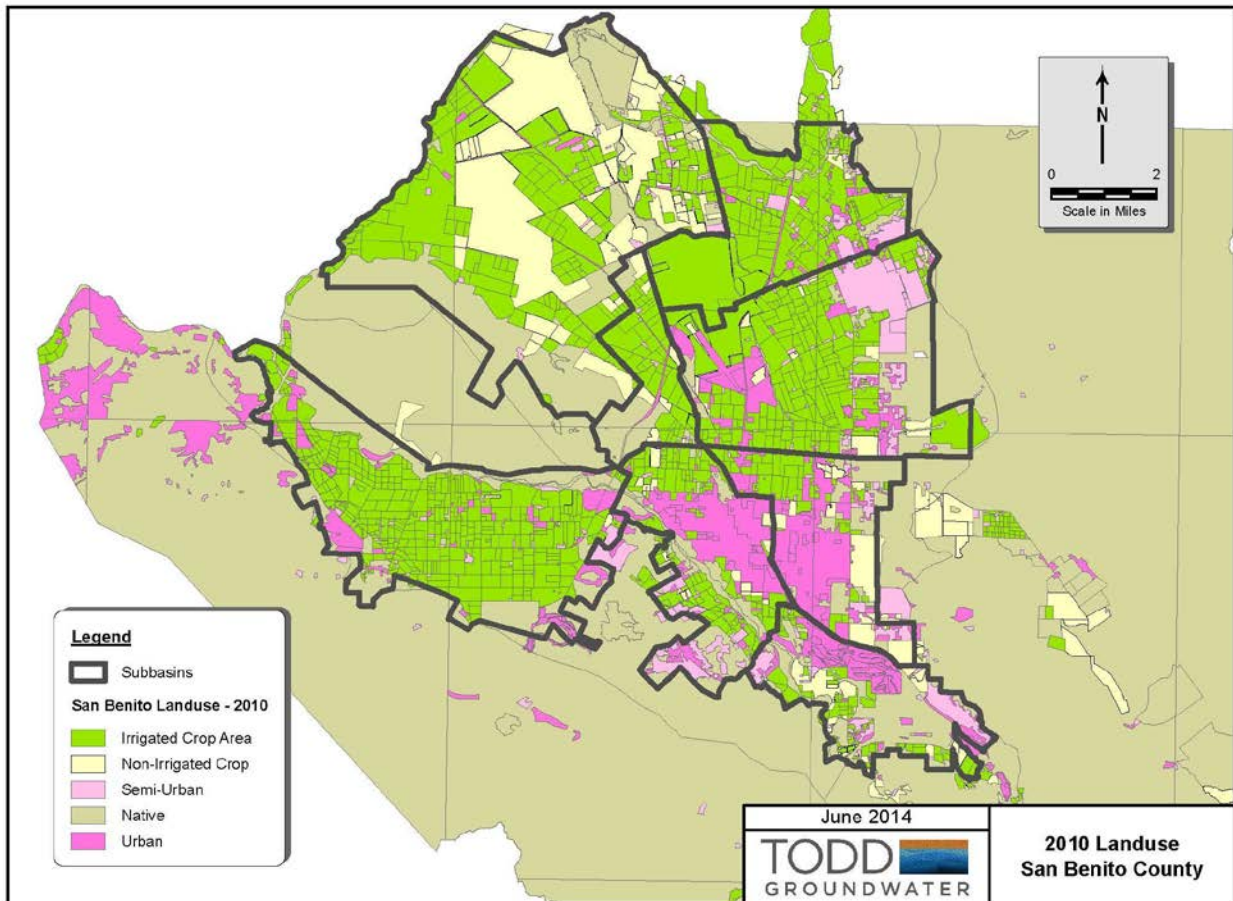 N
0 2
Scale in Miles
Legend
Subbasins
San Benito Landuse - 2010
Irrigated Crop Area
Non-Irrigated Crop
Semi-Urban
Native
Urban
June 2014
TODD
GROUNDWATER
2010 Landuse
San Benito County